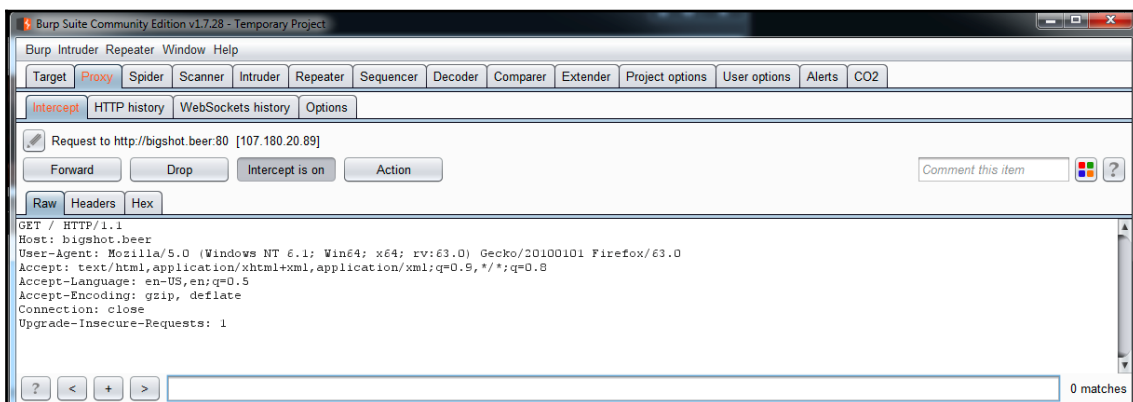 Burp Suite Community Edition v1.7.28 - Temporary Project
Burp Intruder Repeater Window Help
Target Proxy Spider Scanner Intruder Repeater Sequencer Decoder Comparer Extender Project options User options Alerts CO2
Intercept HTTP history WebSockets history Options
Request to http://bigshot.beer:80 [107.180.20.89]
Forward Drop Intercept is on Action Comment this item ?
Raw Headers Hex
GET / HTTP/1.1
Host: bigshot.beer
User-Agent: Mozilla/5.0 (Windows NT 6.1; Win64; x64; rv:63.0) Gecko/20100101 Firefox/63.0
Accept: text/html,application/xhtml+xml,application/xml;q=0.9,*/*;q=0.8
Accept-Language: en-US,en;q=0.5
Accept-Encoding: gzip, deflate
Connection: close
Upgrade-Insecure-Requests: 1
? < + > 0 matches